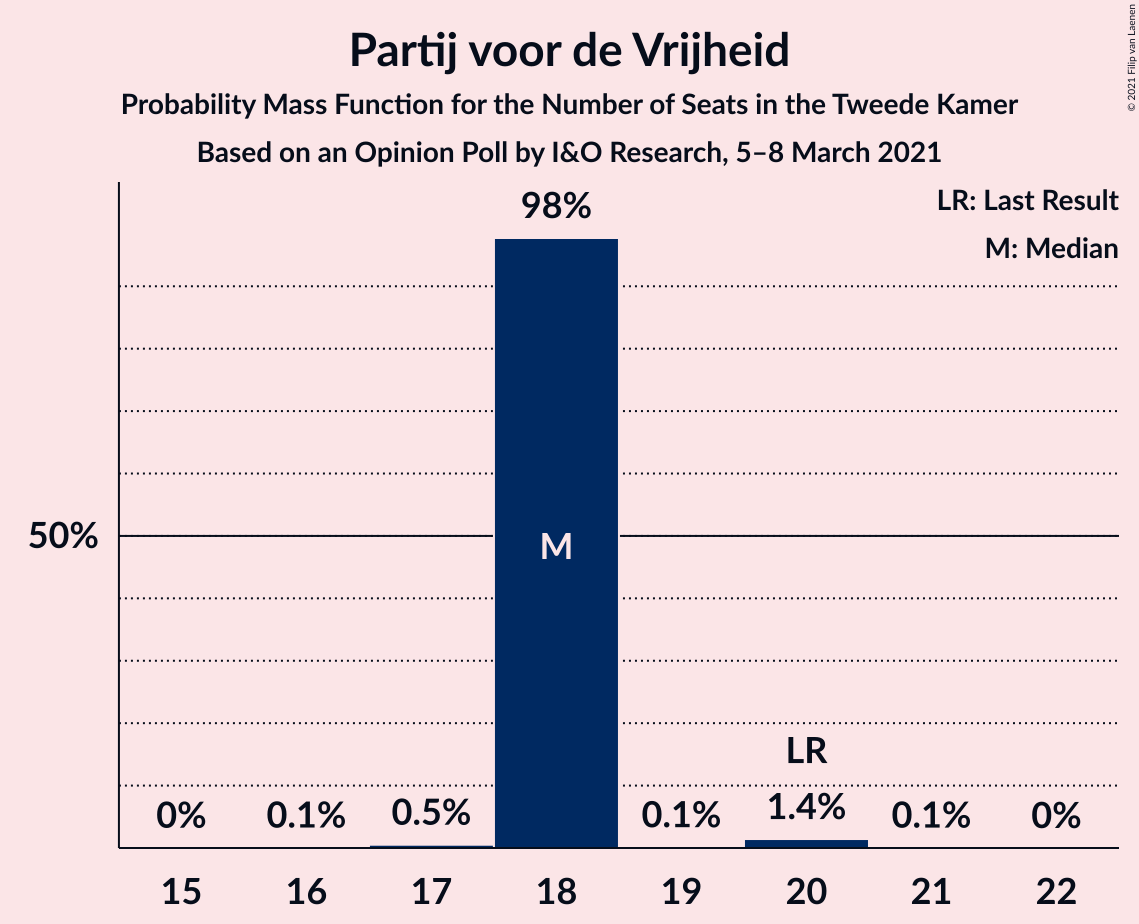 Partij voor de Vrijheid
Probability Mass Function for the Number of Seats in the Tweede Kamer
Based on an Opinion Poll by I&O Research, 5–8 March 2021
© 2021 Filip van Laenen
LR: Last Result
M: Median
98%
50%
M
LR
0% 0.1% 0.5% 0.1% 1.4% 0.1% 0%
15 16 17 18 19 20 21 22